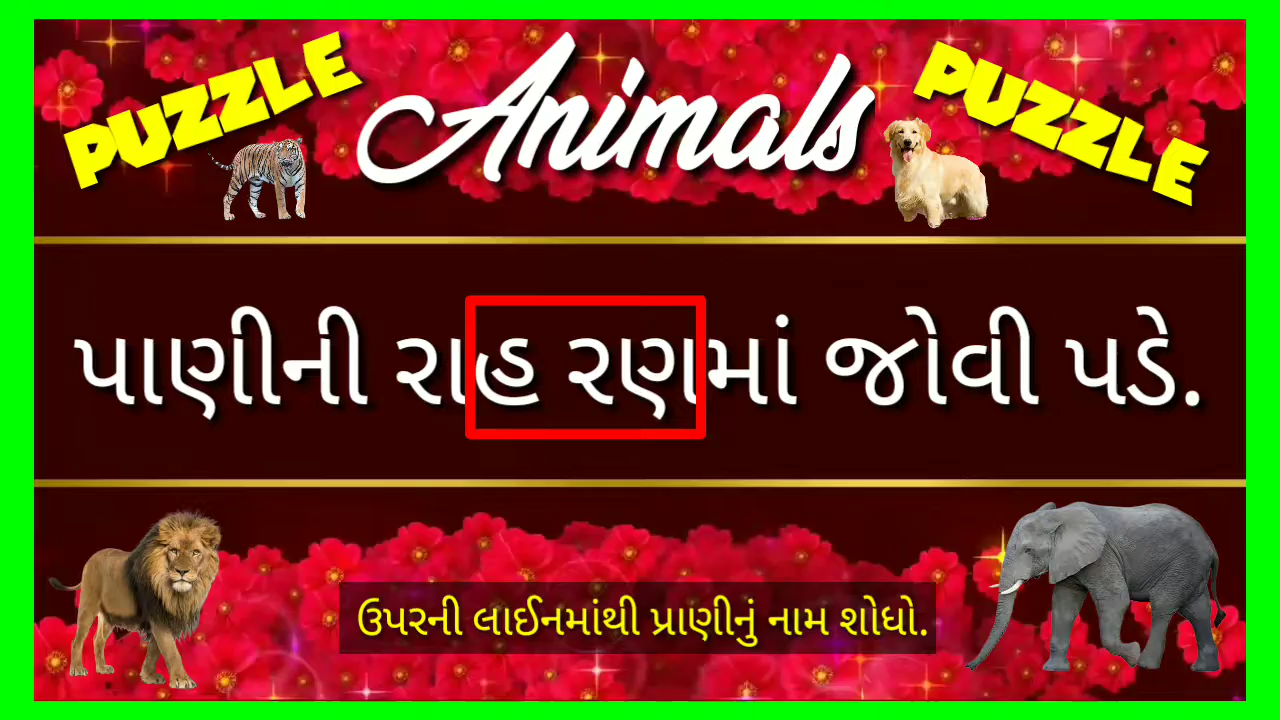 PUZZLE Animals PUZZLE
પાણીની રાહ રણમાં જોવી પડે.
ઉપરની લાઈનમાંથી પ્રાણીનું નામ શોધો.